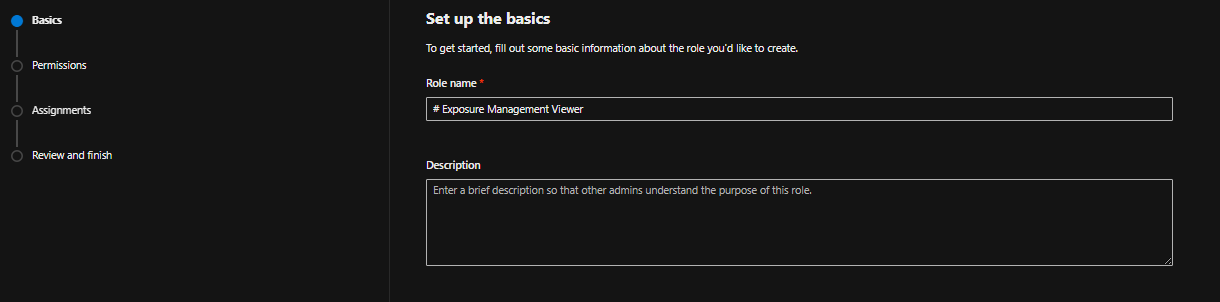 Basics
Permissions
Assignments
Review and finish
Set up the basics
To get started, fill out some basic information about the role you'd like to create.
Role name *
# Exposure Management Viewer
Description
Enter a brief description so that other admins understand the purpose of this role.